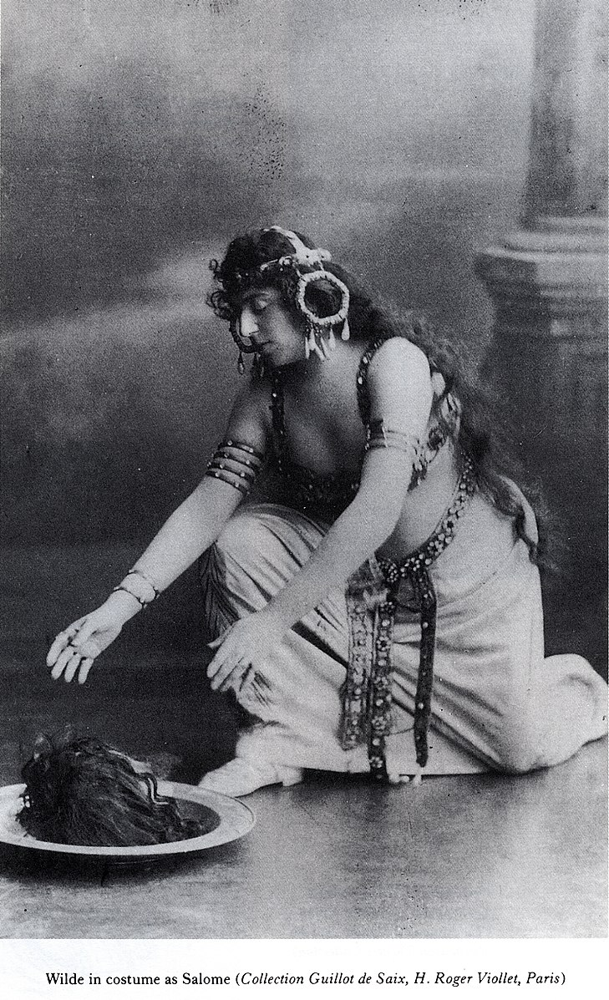 Wilde in costume as Salome (Collection Guillot de Saix, H. Roger Viollet, Paris)